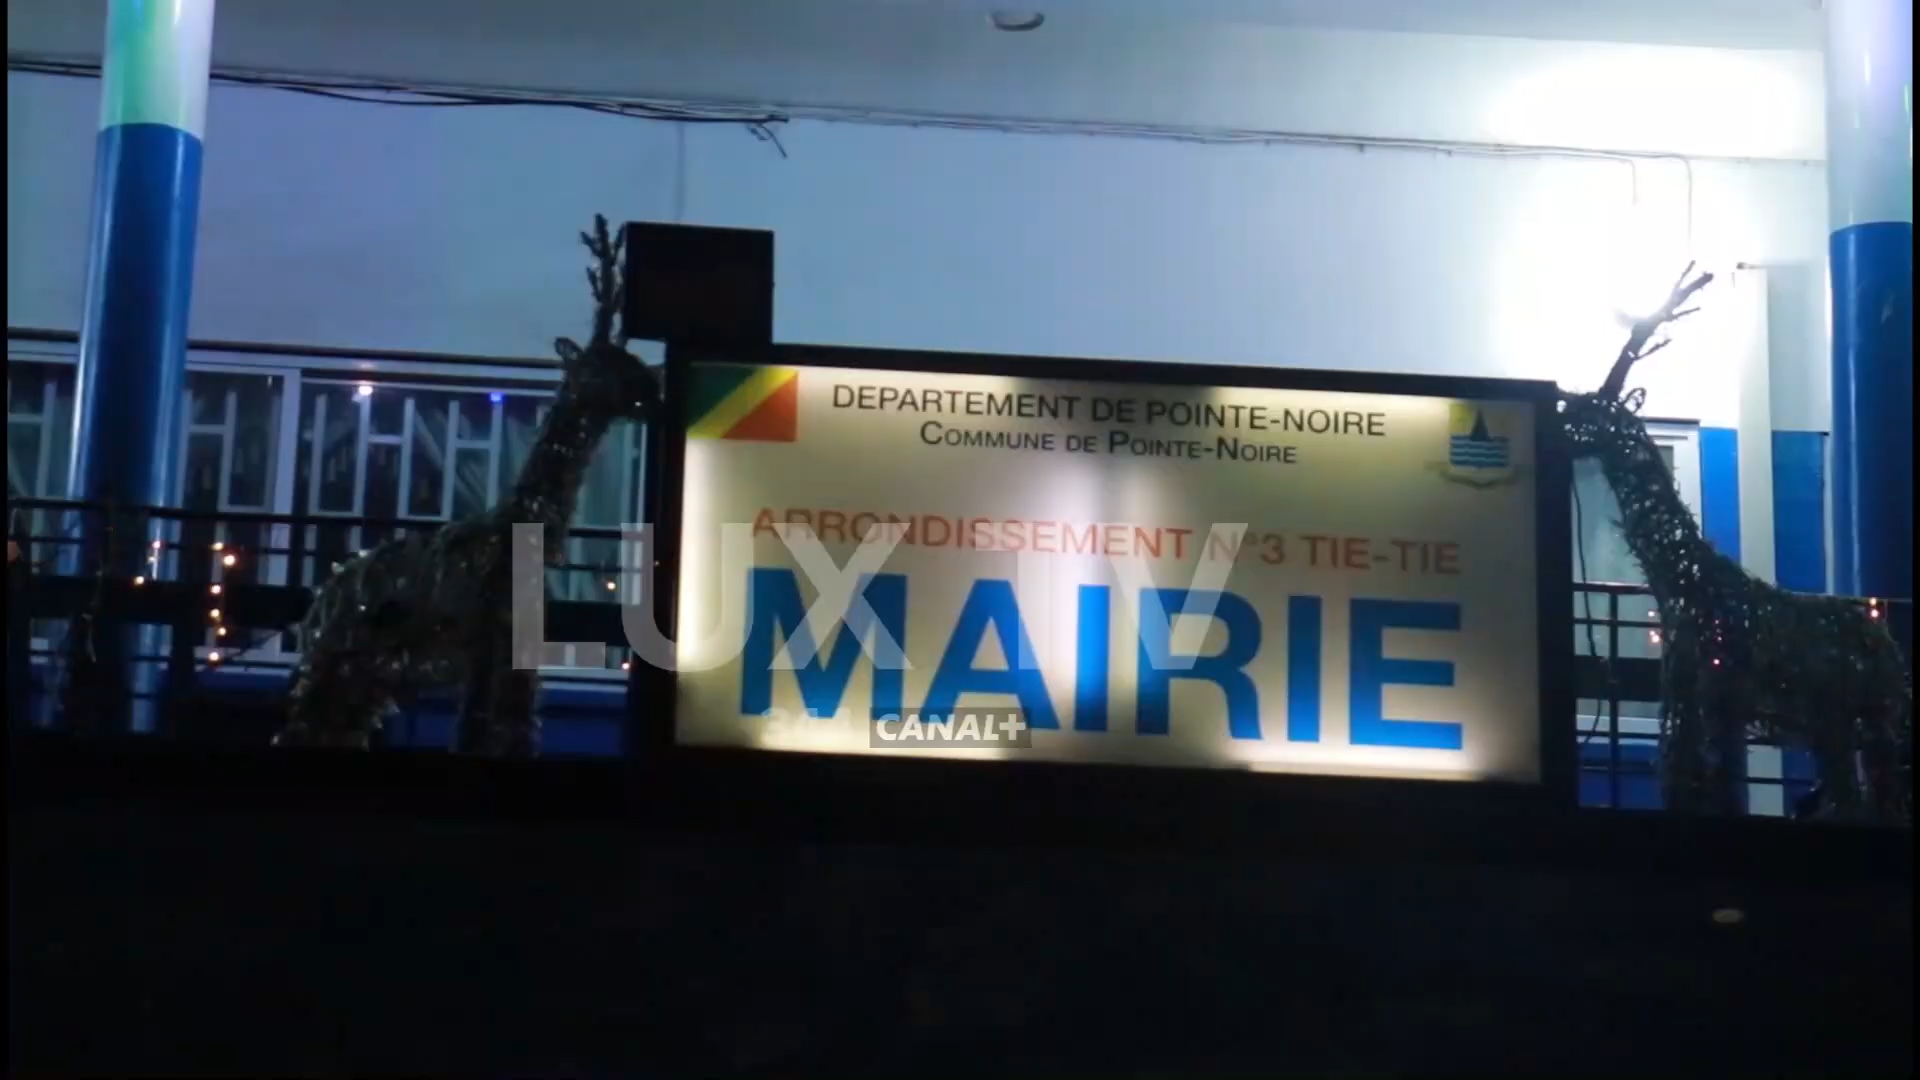 DEPARTEMENT DE POINTE-NOIRE
COMMUNE DE POINTE-NOIRE
ARRONDISSEMENT N°3 TIE-TIE
MAIRIE
LUX TV
CANAL+